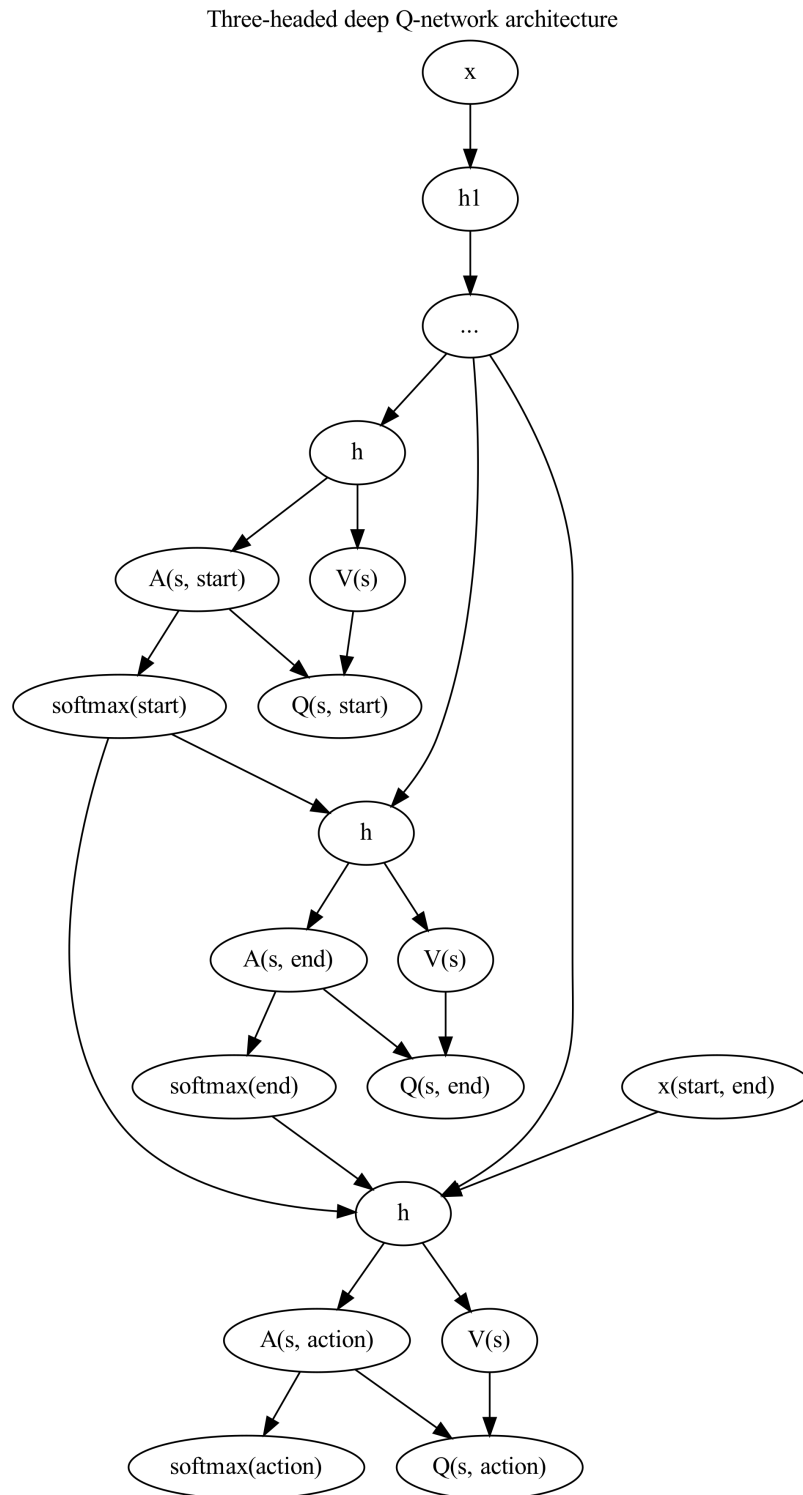 Three-headed deep Q-network architecture
x
h1
...
h
A(s, start)
V(s)
softmax(start)
Q(s, start)
h
A(s, end)
V(s)
softmax(end)
Q(s, end)
x(start, end)
h
A(s, action)
V(s)
softmax(action)
Q(s, action)